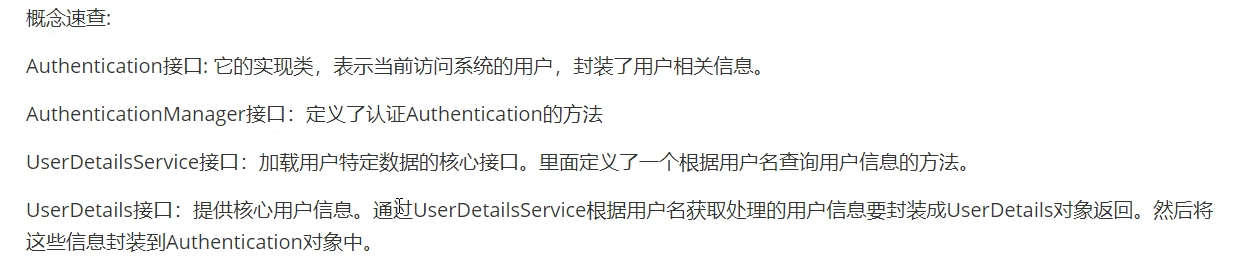 概念速查:
Authentication接口: 它的实现类，表示当前访问系统的用户，封装了用户相关信息。
AuthenticationManager接口：定义了认证Authentication的方法
UserDetailsService接口：加载用户特定数据的核心接口。里面定义了一个根据用户名查询用户信息的方法。
UserDetails接口：提供核心用户信息。通过UserDetailsService根据用户名获取处理的用户信息要封装成UserDetails对象返回。然后将
这些信息封装到Authentication对象中。